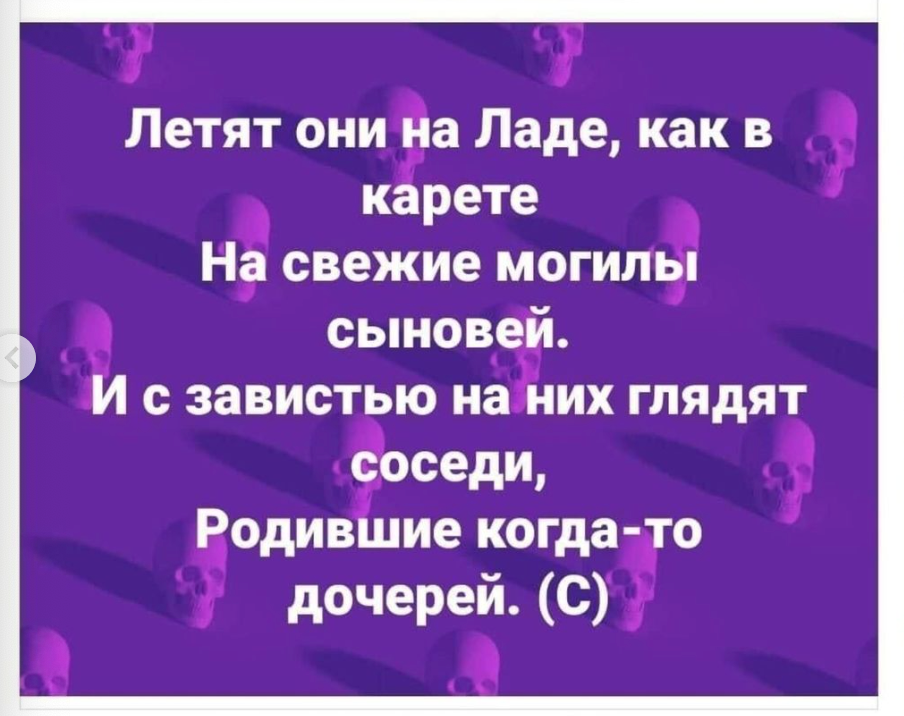 Летят они на Ладе, как в
карете
На свежие могилы
сыновей.
И с завистью на них глядят
соседи,
Родившие когда-то
дочерей. (С)